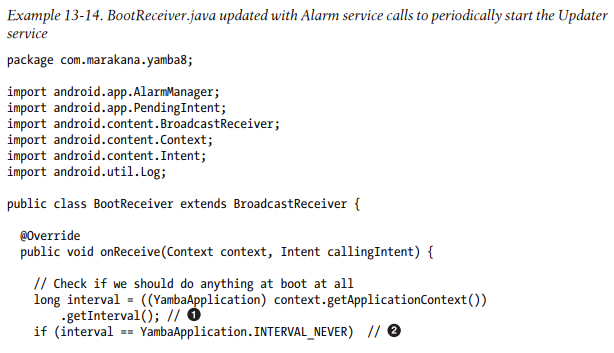 Example 13-14. BootReceiver.java updated with Alarm service calls to periodically start the Updater
service
package com.marakana.yamba8;
import android.app.AlarmManager;
import android.app.PendingIntent;
import android.content.BroadcastReceiver;
import android.content.Context;
import android.content.Intent;
import android.util.Log;
public class BootReceiver extends BroadcastReceiver {
@Override
public void onReceive(Context context, Intent callingIntent) {
// Check if we should do anything at boot at all
long interval = ((YambaApplication) context.getApplicationContext())
.getInterval(); // ❶
if (interval == YambaApplication.INTERVAL_NEVER) // ❷